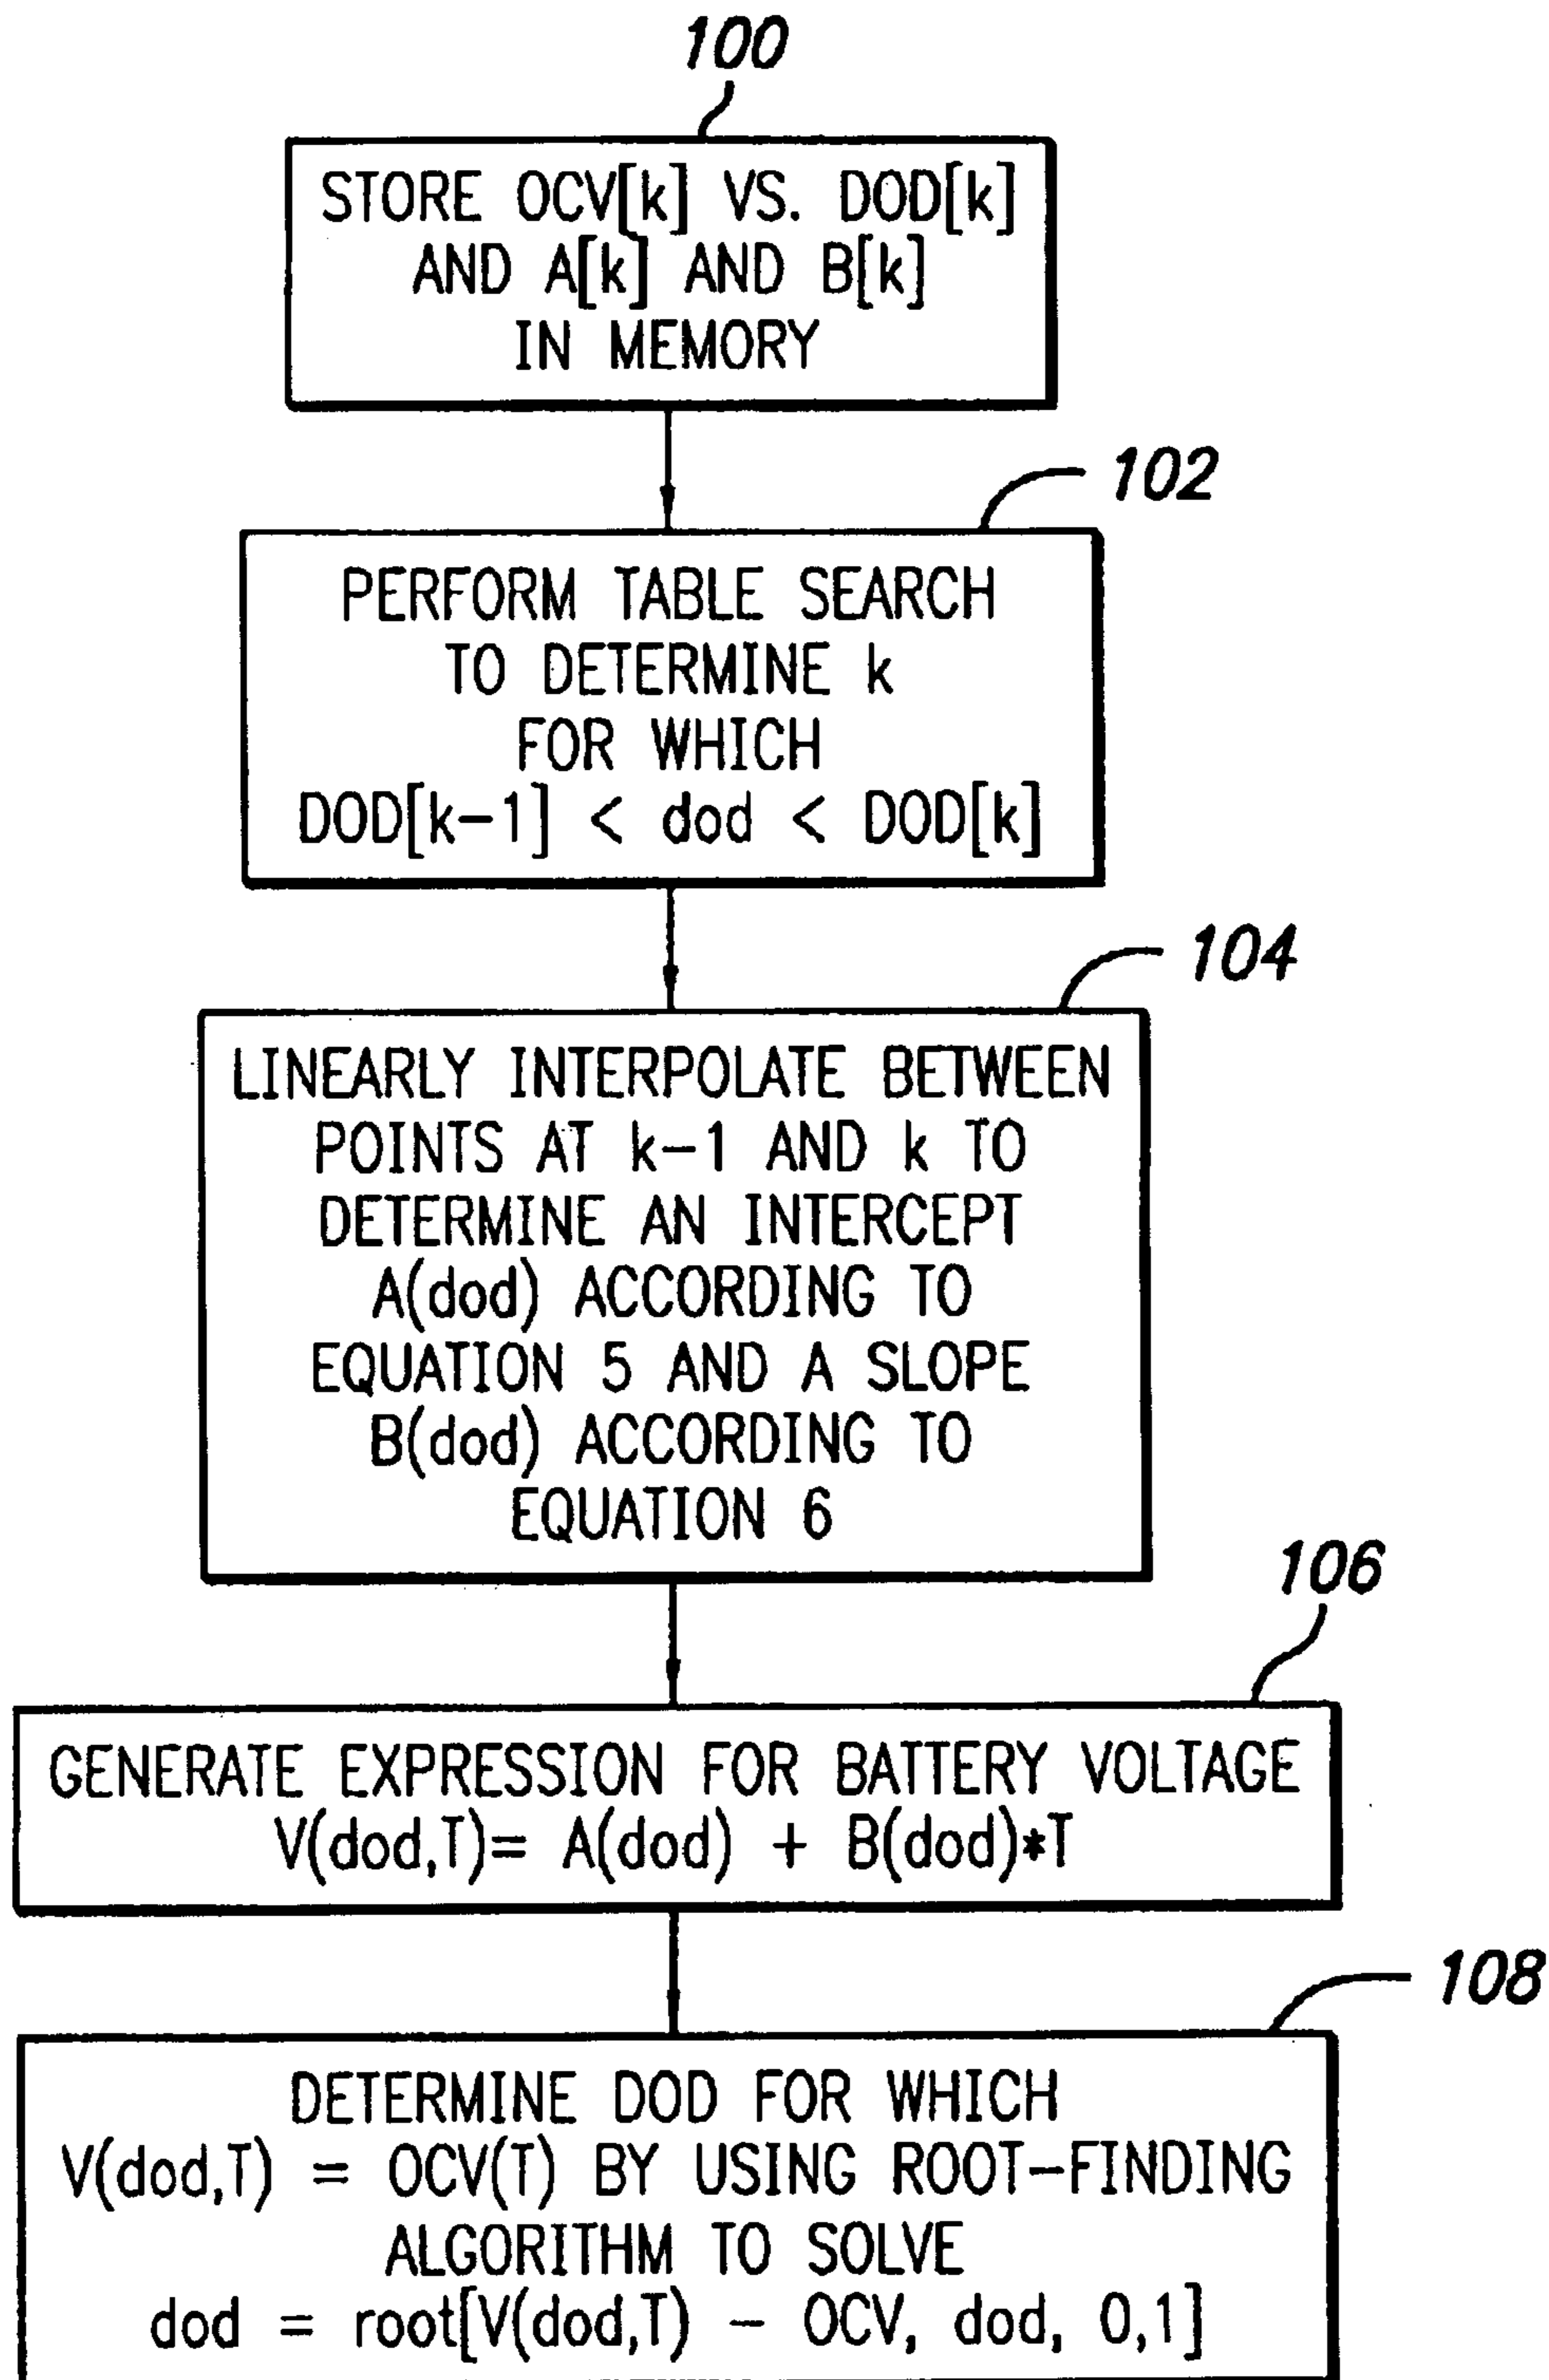 100
STORE OCV[k] VS. DOD[k]
AND A[k] AND B[k]
IN MEMORY
102
PERFORM TABLE SEARCH
TO DETERMINE k
FOR WHICH
DOD[k-1] < dod < DOD[k]
104
LINEARLY INTERPOLATE BETWEEN
POINTS AT k-1 AND k TO
DETERMINE AN INTERCEPT
A(dod) ACCORDING TO
EQUATION 5 AND A SLOPE
B(dod) ACCORDING TO
EQUATION 6
106
GENERATE EXPRESSION FOR BATTERY VOLTAGE
V(dod,T)= A(dod) + B(dod)*T
108
DETERMINE DOD FOR WHICH
V(dod,T) = OCV(T) BY USING ROOT-FINDING
ALGORITHM TO SOLVE
dod = root[V(dod,T) - OCV, dod, 0,1]